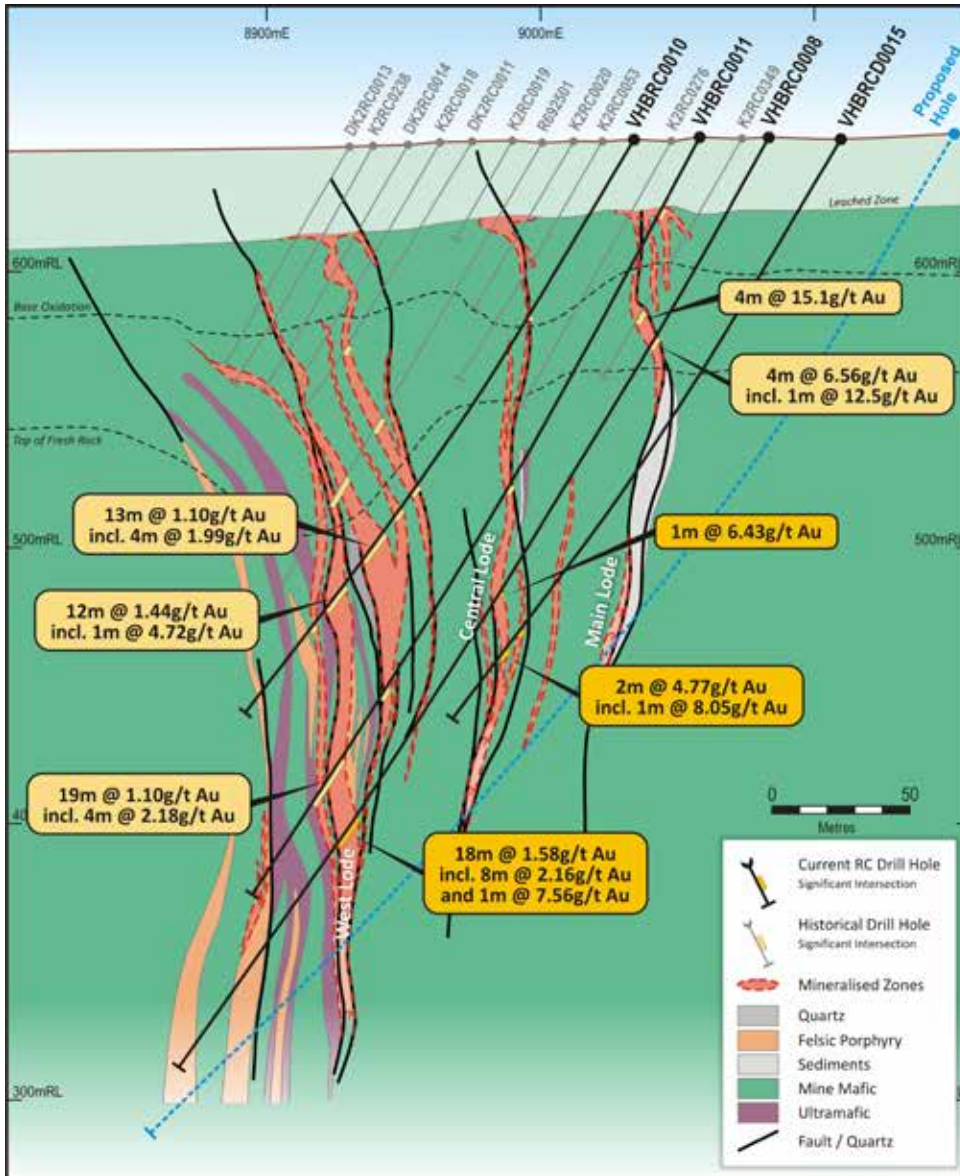 8900mE
9000mE
DK2RC0013
K2RC0238
DK2RC0014
K2RC0018
DK2RC0011
K2RC0019
R692501
K2RC0020
K2RC0053
VHBRC0010
K2RC0276
VHBRC0011
K2RC0349
VHBRC0008
VHBRCD0015
Proposed
Hole
Leached Zone
600mRL
600mRL
Base Oxidation
4m @ 15.1g/t Au
4m @ 6.56g/t Au
incl. 1m @ 12.5g/t Au
Top of Fresh Rock
13m @ 1.10g/t Au
incl. 4m @ 1.99g/t Au
1m @ 6.43g/t Au
500mRL
500mRL
12m @ 1.44g/t Au
incl. 1m @ 4.72g/t Au
Central Lode
Main Lode
2m @ 4.77g/t Au
incl. 1m @ 8.05g/t Au
19m @ 1.10g/t Au
incl. 4m @ 2.18g/t Au
18m @ 1.58g/t Au
incl. 8m @ 2.16g/t Au
and 1m @ 7.56g/t Au
West Lode
300mRL
0
50
Metres
Current RC Drill Hole
Significant Intersection
Historical Drill Hole
Significant Intersection
Mineralised Zones
Quartz
Felsic Porphyry
Sediments
Mine Mafic
Ultramafic
Fault / Quartz